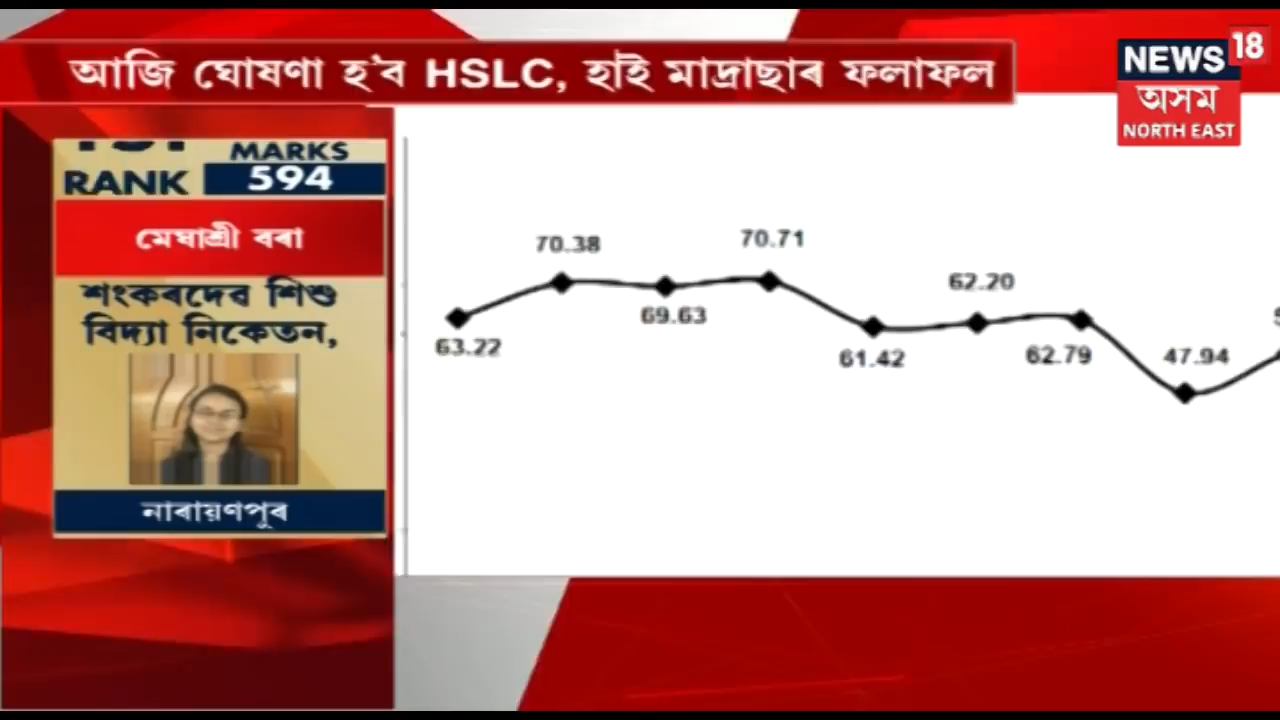 আজি ঘোষণা হ'ব HSLC, হাই মাদ্ৰাছাৰ ফলাফল
NEWS 18
অসম
NORTH EAST
MARKS
RANK 594
মেঘাশ্ৰী বৰা
শংকৰদেৱ শিশু
বিদ্যা নিকেতন,
নাৰায়ণপুৰ
70.38
70.71
62.20
63.22
69.63
61.42
62.79
47.94